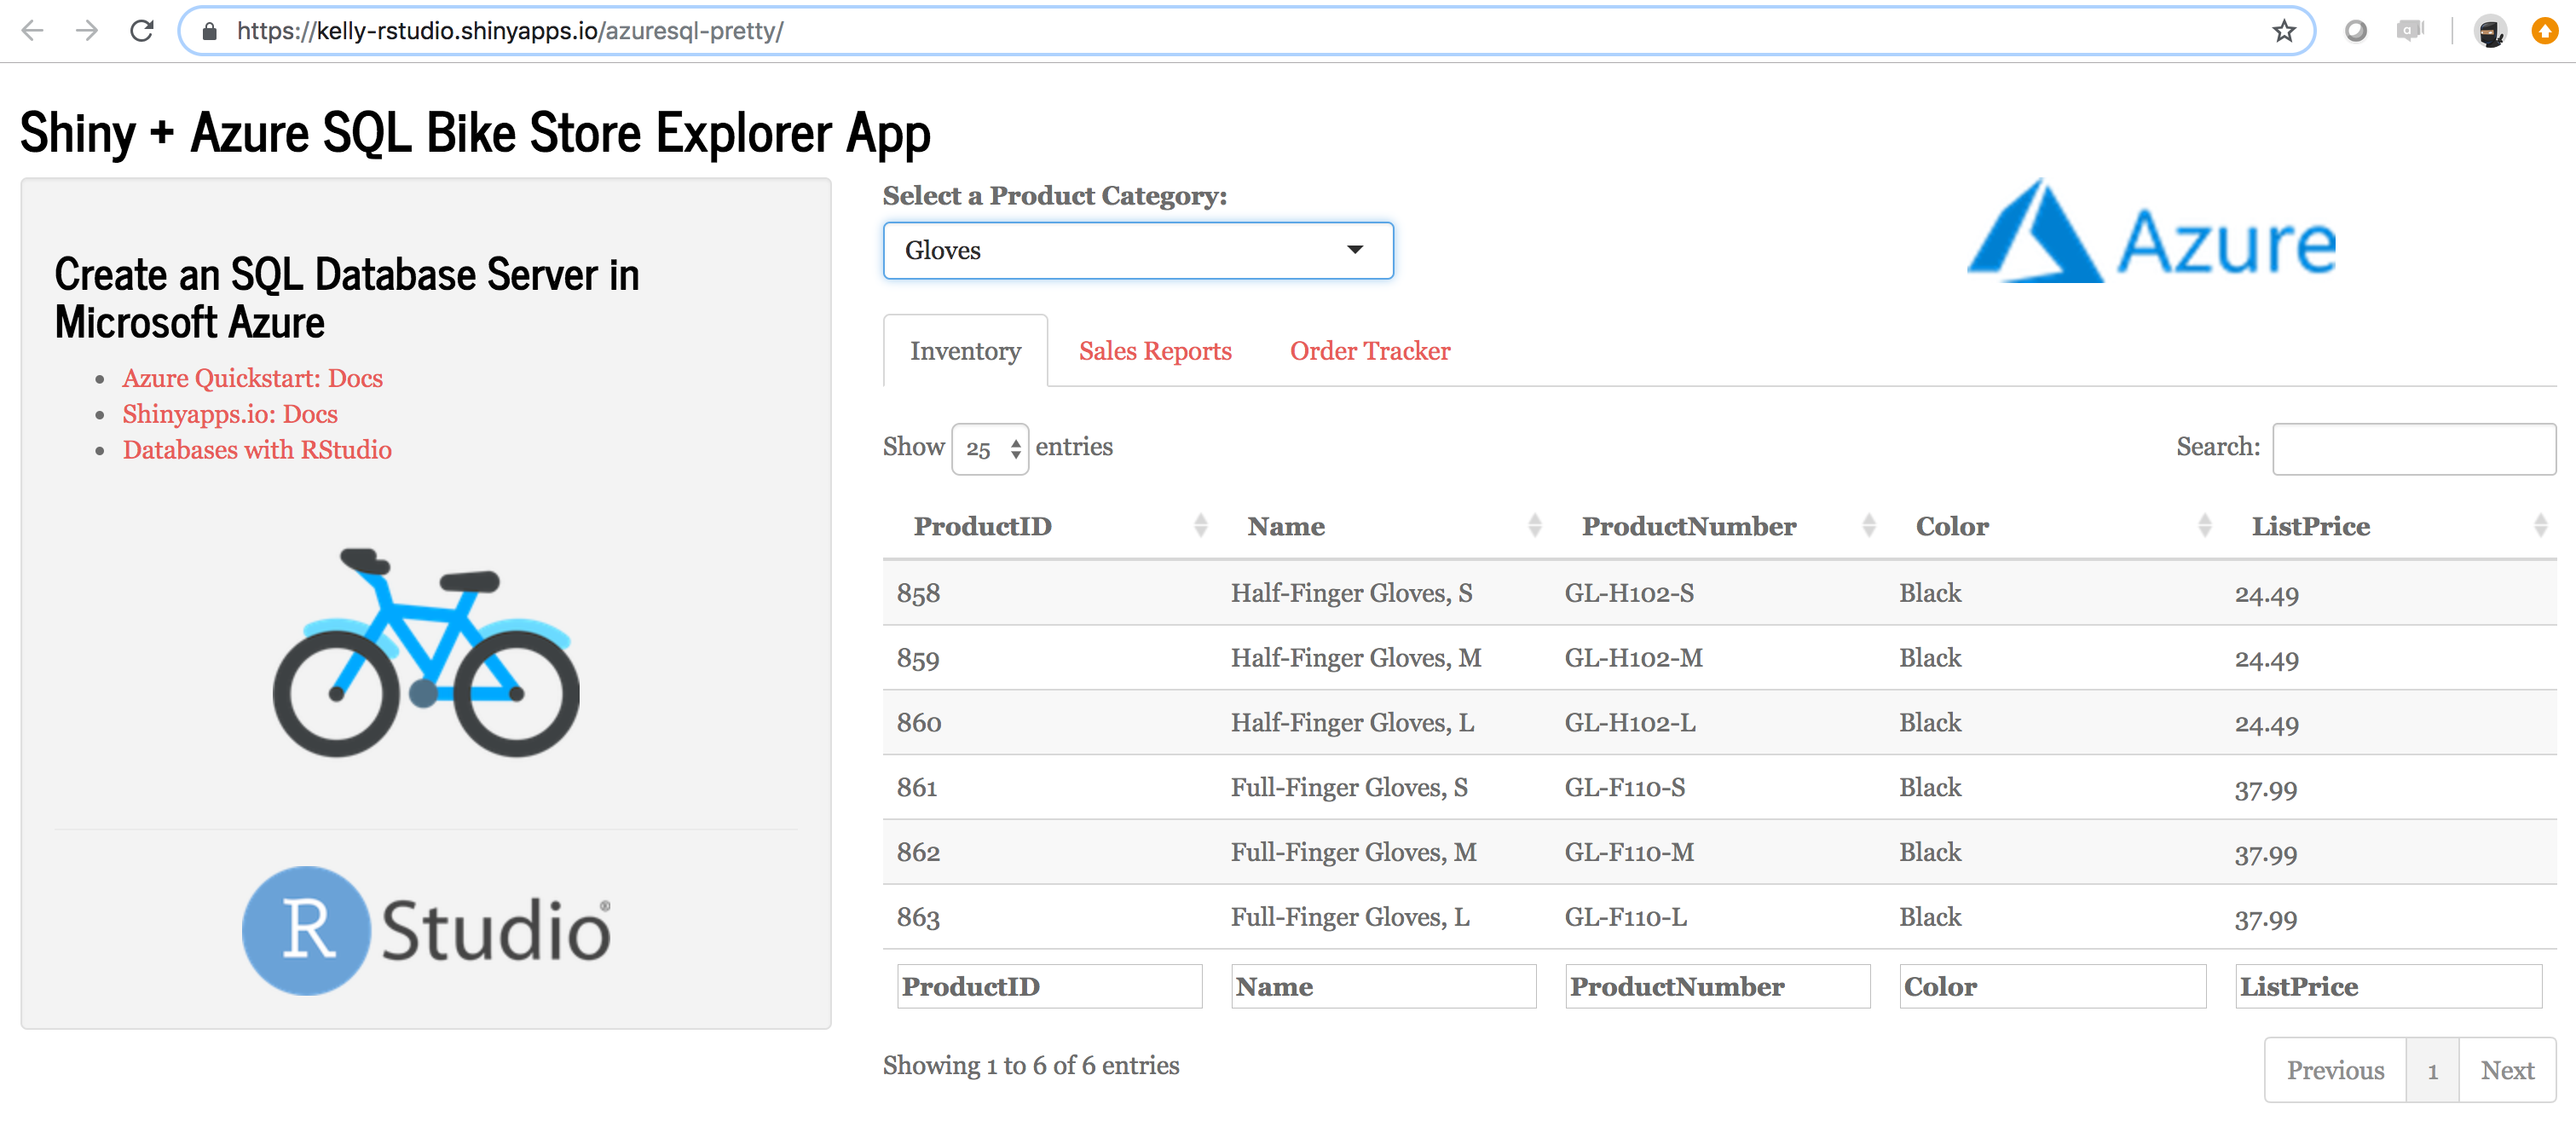 https://kelly-rstudio.shinyapps.io/azuresql-pretty/
Shiny + Azure SQL Bike Store Explorer App
Create an SQL Database Server in
Microsoft Azure
Azure Quickstart: Docs
Shinyapps.io: Docs
Databases with RStudio
R Studio®
Select a Product Category:
Gloves
Azure
Inventory Sales Reports Order Tracker
Show 25 entries Search:
ProductID Name ProductNumber Color ListPrice
858 Half-Finger Gloves, S GL-H102-S Black 24.49
859 Half-Finger Gloves, M GL-H102-M Black 24.49
860 Half-Finger Gloves, L GL-H102-L Black 24.49
861 Full-Finger Gloves, S GL-F110-S Black 37.99
862 Full-Finger Gloves, M GL-F110-M Black 37.99
863 Full-Finger Gloves, L GL-F110-L Black 37.99
ProductID Name ProductNumber Color ListPrice
Showing 1 to 6 of 6 entries
Previous 1 Next